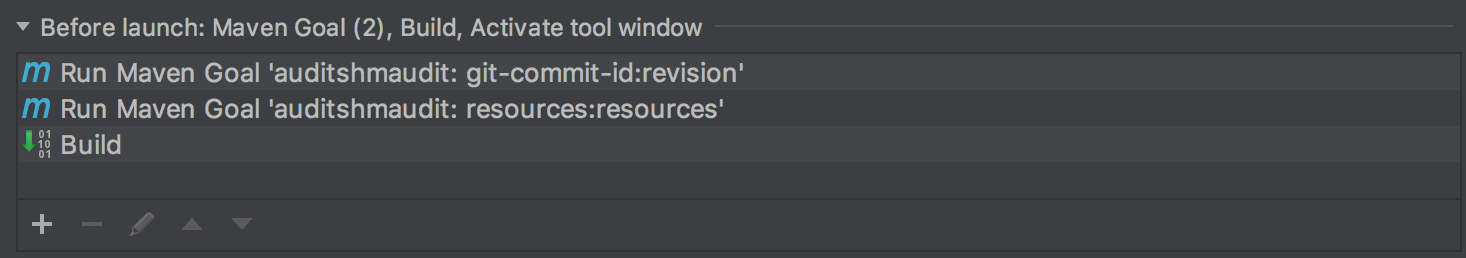 Before launch: Maven Goal (2), Build, Activate tool window
m Run Maven Goal 'auditshmaudit: git-commit-id:revision'
m Run Maven Goal 'auditshmaudit: resources:resources'
01
10
01
Build